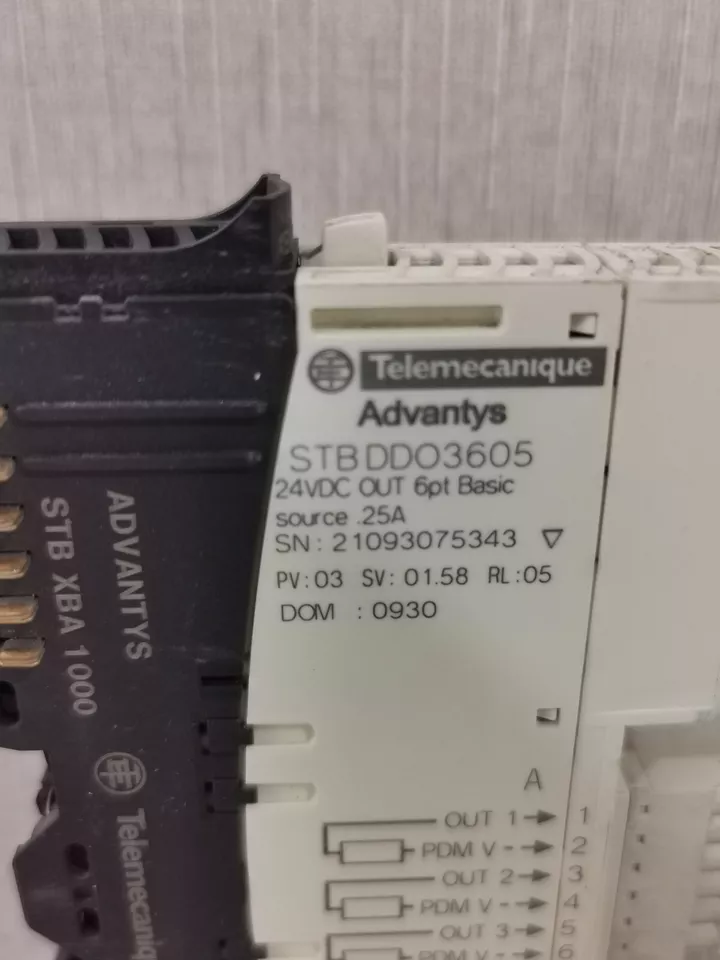 Telemecanique
Advantys
STB DDO3605
24VDC OUT 6pt Basic
source .25A
SN: 21093075343
PV:03 SV: 01.58 RL:05
DOM : 0930
A
OUT 1 1
PDM V - 2
OUT 2 3
PDM V - 4
OUT 3 5
PDM V - 6
ADVANTYS
STB XBA 1000
Telemecaniq